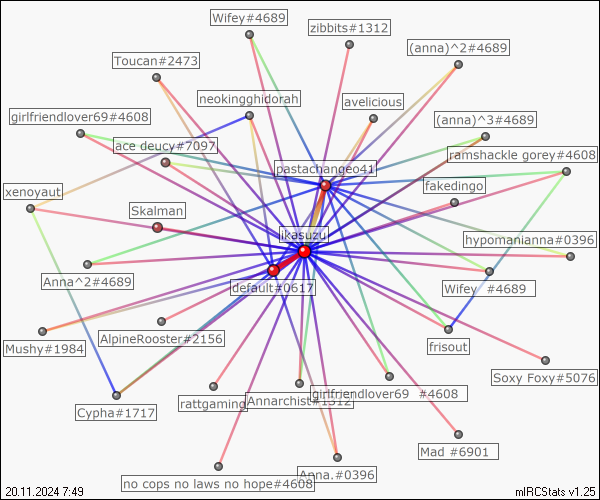 Wifey#4689
zibbits#1312
(anna)^2#4689
Toucan#2473
neokingghidorah
avelicious
girlfriendlover69#4608
(anna)^3#4689
ace deucy#7097
ramshackle gorey#4608
pastachangeo41
fakedingo
xenoyaut
Skalman
ikasuzu
hypomanianna#0396
Anna^2#4689
default#0617
Wifey #4689
Mushy#1984
AlpineRooster#2156
frisout
Soxy Foxy#5076
Cypha#1717
rattgaming
Annarchist#1312
girlfriendlover69 #4608
Mad #6901
no cops no laws no hope#4608
Anna.#0396
20.11.2024 7:49
mIRCStats v1.25